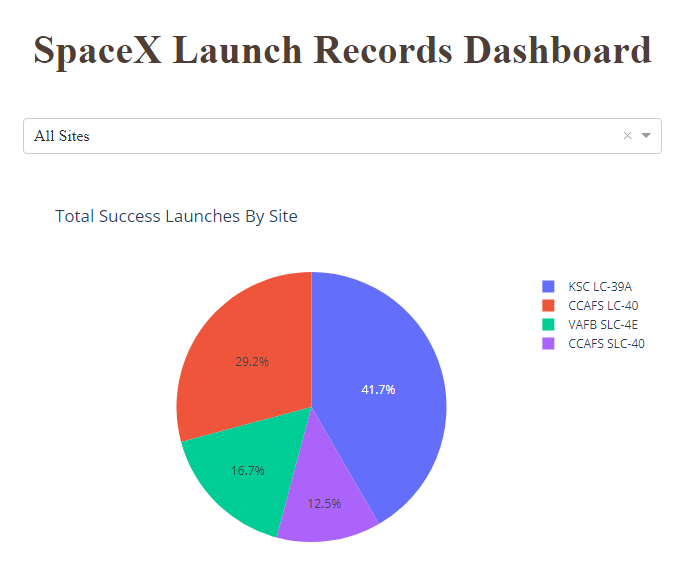 SpaceX Launch Records Dashboard
All Sites
Total Success Launches By Site
KSC LC-39A
CCAFS LC-40
VAFB SLC-4E
CCAFS SLC-40
29.2%
41.7%
16.7%
12.5%